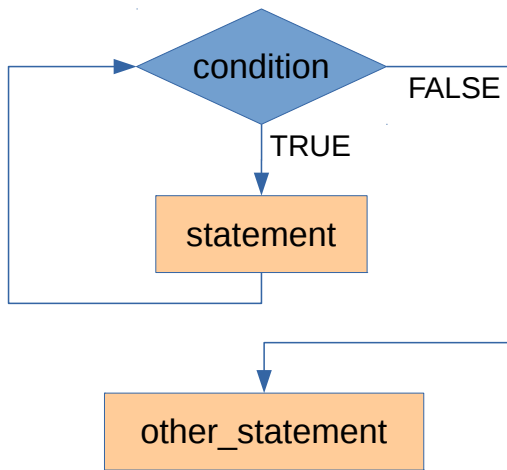 condition
FALSE
TRUE
statement
other_statement